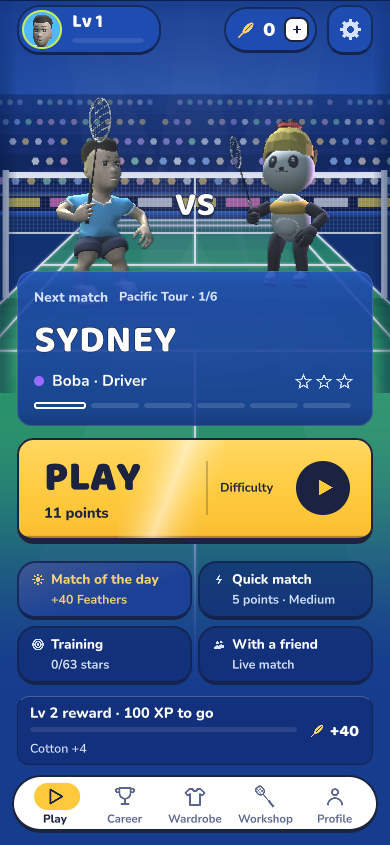 Lv 1
0
+
VS
Next match Pacific Tour · 1/6
SYDNEY
Boba · Driver
PLAY
11 points
Difficulty
Match of the day
+40 Feathers
Quick match
5 points · Medium
Training
0/63 stars
With a friend
Live match
Lv 2 reward · 100 XP to go
+40
Cotton +4
Play
Career
Wardrobe
Workshop
Profile